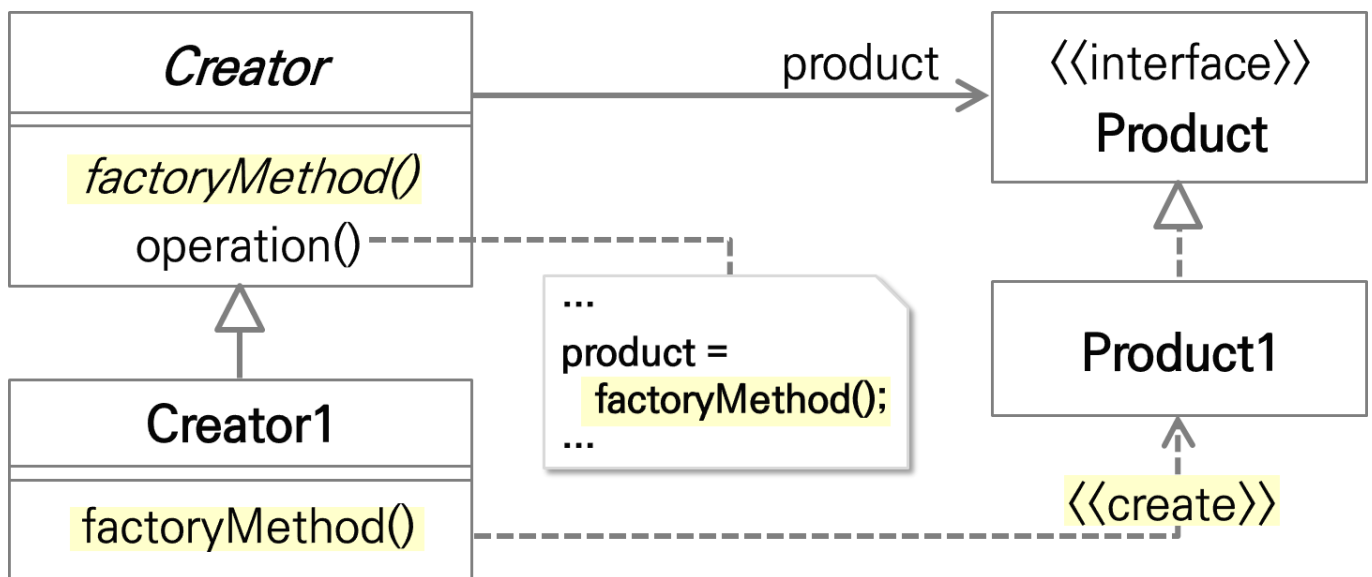 Creator
factoryMethod()
operation()
product
《interface》
Product
...
product =
factoryMethod();
...
Product1
Creator1
factoryMethod()
《create》